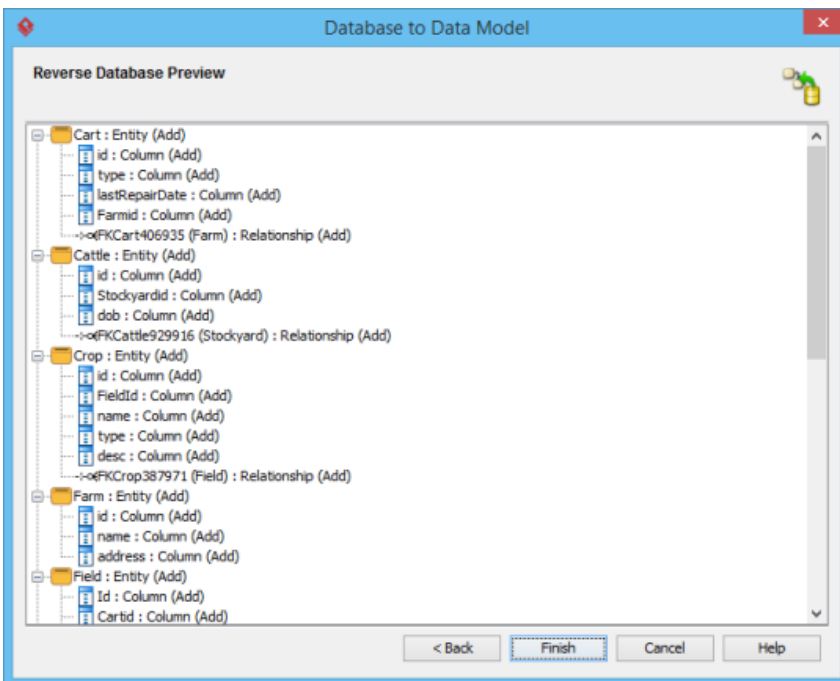 Database to Data Model
Reverse Database Preview
Cart : Entity (Add)
id : Column (Add)
type : Column (Add)
lastRepairDate : Column (Add)
Farmid : Column (Add)
FKCart406935 (Farm) : Relationship (Add)
Cattle : Entity (Add)
id : Column (Add)
Stockyardid : Column (Add)
dob : Column (Add)
FKCattle929916 (Stockyard) : Relationship (Add)
Crop : Entity (Add)
id : Column (Add)
FieldId : Column (Add)
name : Column (Add)
type : Column (Add)
desc : Column (Add)
FKCrop387971 (Field) : Relationship (Add)
Farm : Entity (Add)
id : Column (Add)
name : Column (Add)
address : Column (Add)
Field : Entity (Add)
Id : Column (Add)
Cartid : Column (Add)
< Back Finish Cancel Help